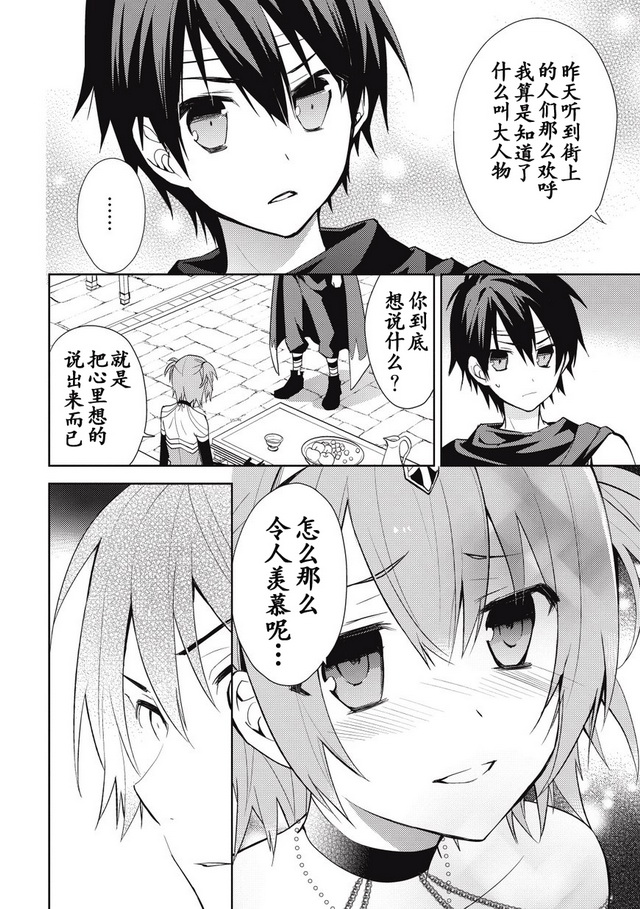 昨天听到街上
的人们那么欢呼
我算是知道了
什么叫大人物
……
你到底
想说什么？
就是
把心里想的
说出来而已
怎么那么
令人羡慕呢…